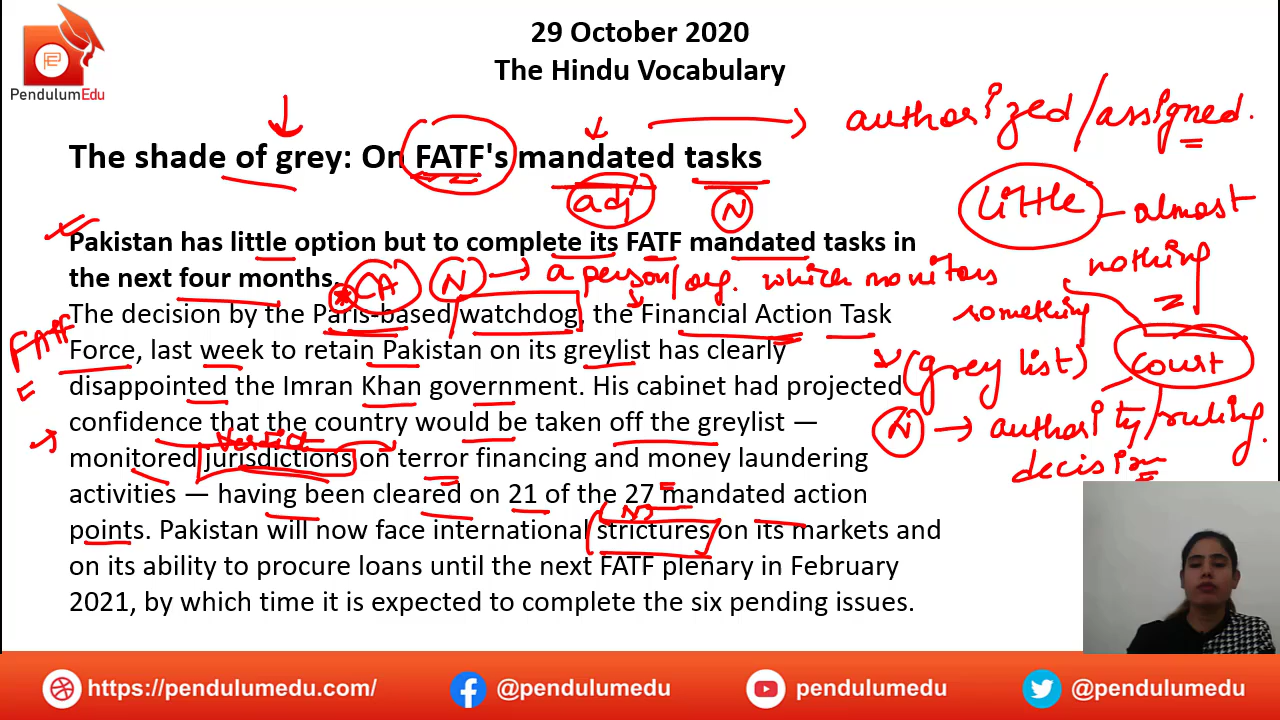 29 October 2020
The Hindu Vocabulary
PendulumEdu
authorized/assigned.
The shade of grey: On FATF's mandated tasks
adj
N
little – almost
nothing
Pakistan has little option but to complete its FATF mandated tasks in
the next four months.
CA
N → a person/org. which monitors
something
The decision by the Paris-based watchdog, the Financial Action Task
FATF
Force, last week to retain Pakistan on its greylist has clearly
(grey list)
court
disappointed the Imran Khan government. His cabinet had projected
confidence that the country would be taken off the greylist —
N → authority/ruling.
decision
verdict
monitored jurisdictions on terror financing and money laundering
activities — having been cleared on 21 of the 27 mandated action
points. Pakistan will now face international strictures on its markets and
on its ability to procure loans until the next FATF plenary in February
2021, by which time it is expected to complete the six pending issues.
https://pendulumedu.com/
@pendulumedu
pendulumedu
@pendulumedu